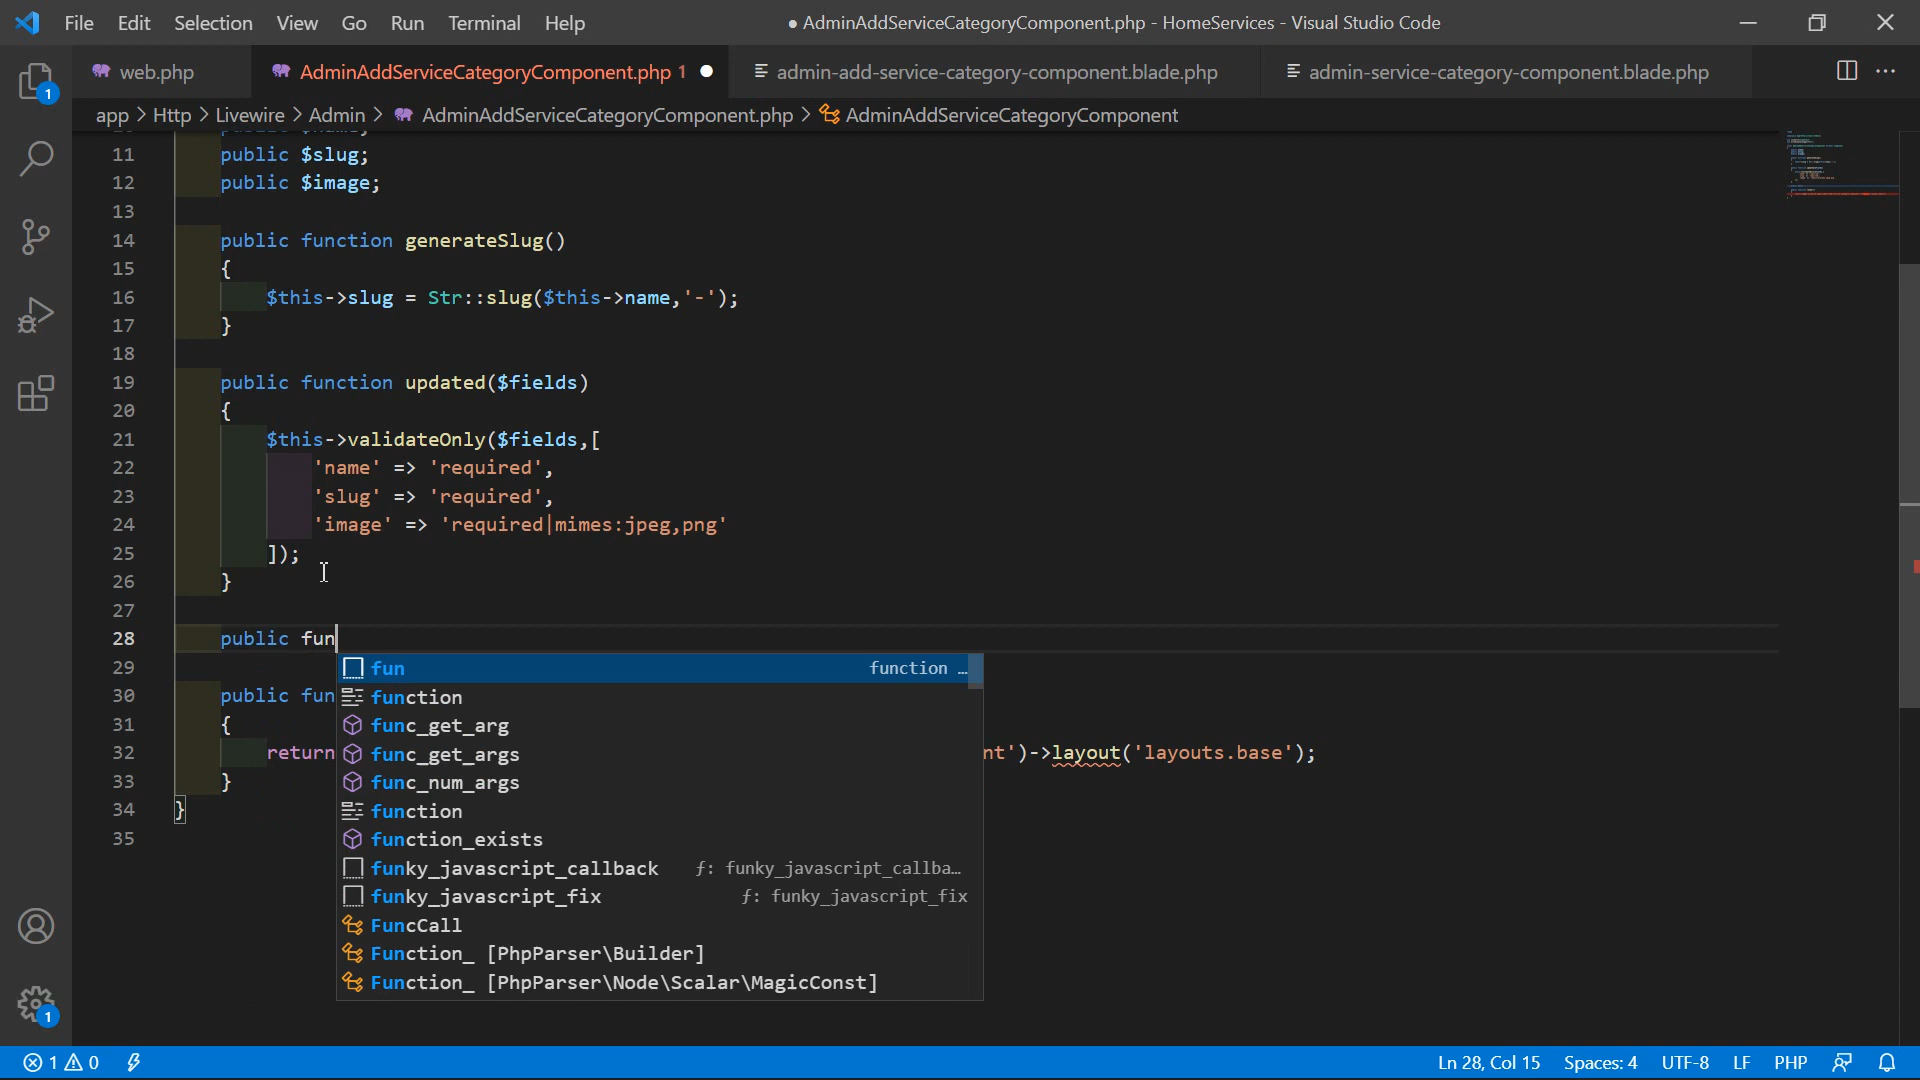 File Edit Selection View Go Run Terminal Help
● AdminAddServiceCategoryComponent.php - HomeServices - Visual Studio Code
web.php
AdminAddServiceCategoryComponent.php 1
admin-add-service-category-component.blade.php
admin-service-category-component.blade.php
app > Http > Livewire > Admin > AdminAddServiceCategoryComponent.php > AdminAddServiceCategoryComponent
11 public $slug;
12 public $image;
13
14 public function generateSlug()
15 {
16 $this->slug = Str::slug($this->name,'-');
17 }
18
19 public function updated($fields)
20 {
21 $this->validateOnly($fields,[
22 'name' => 'required',
23 'slug' => 'required',
24 'image' => 'required|mimes:jpeg,png'
25 ]);
26 }
27
28 public fun
29
30 public fun
31 {
32 return nt')->layout('layouts.base');
33 }
34 }
35
fun function …
function
func_get_arg
func_get_args
func_num_args
function
function_exists
funky_javascript_callback ƒ: funky_javascript_callba…
funky_javascript_fix ƒ: funky_javascript_fix
FuncCall
Function_ [PhpParser\Builder]
Function_ [PhpParser\Node\Scalar\MagicConst]
1
1
1 0
Ln 28, Col 15 Spaces: 4 UTF-8 LF PHP